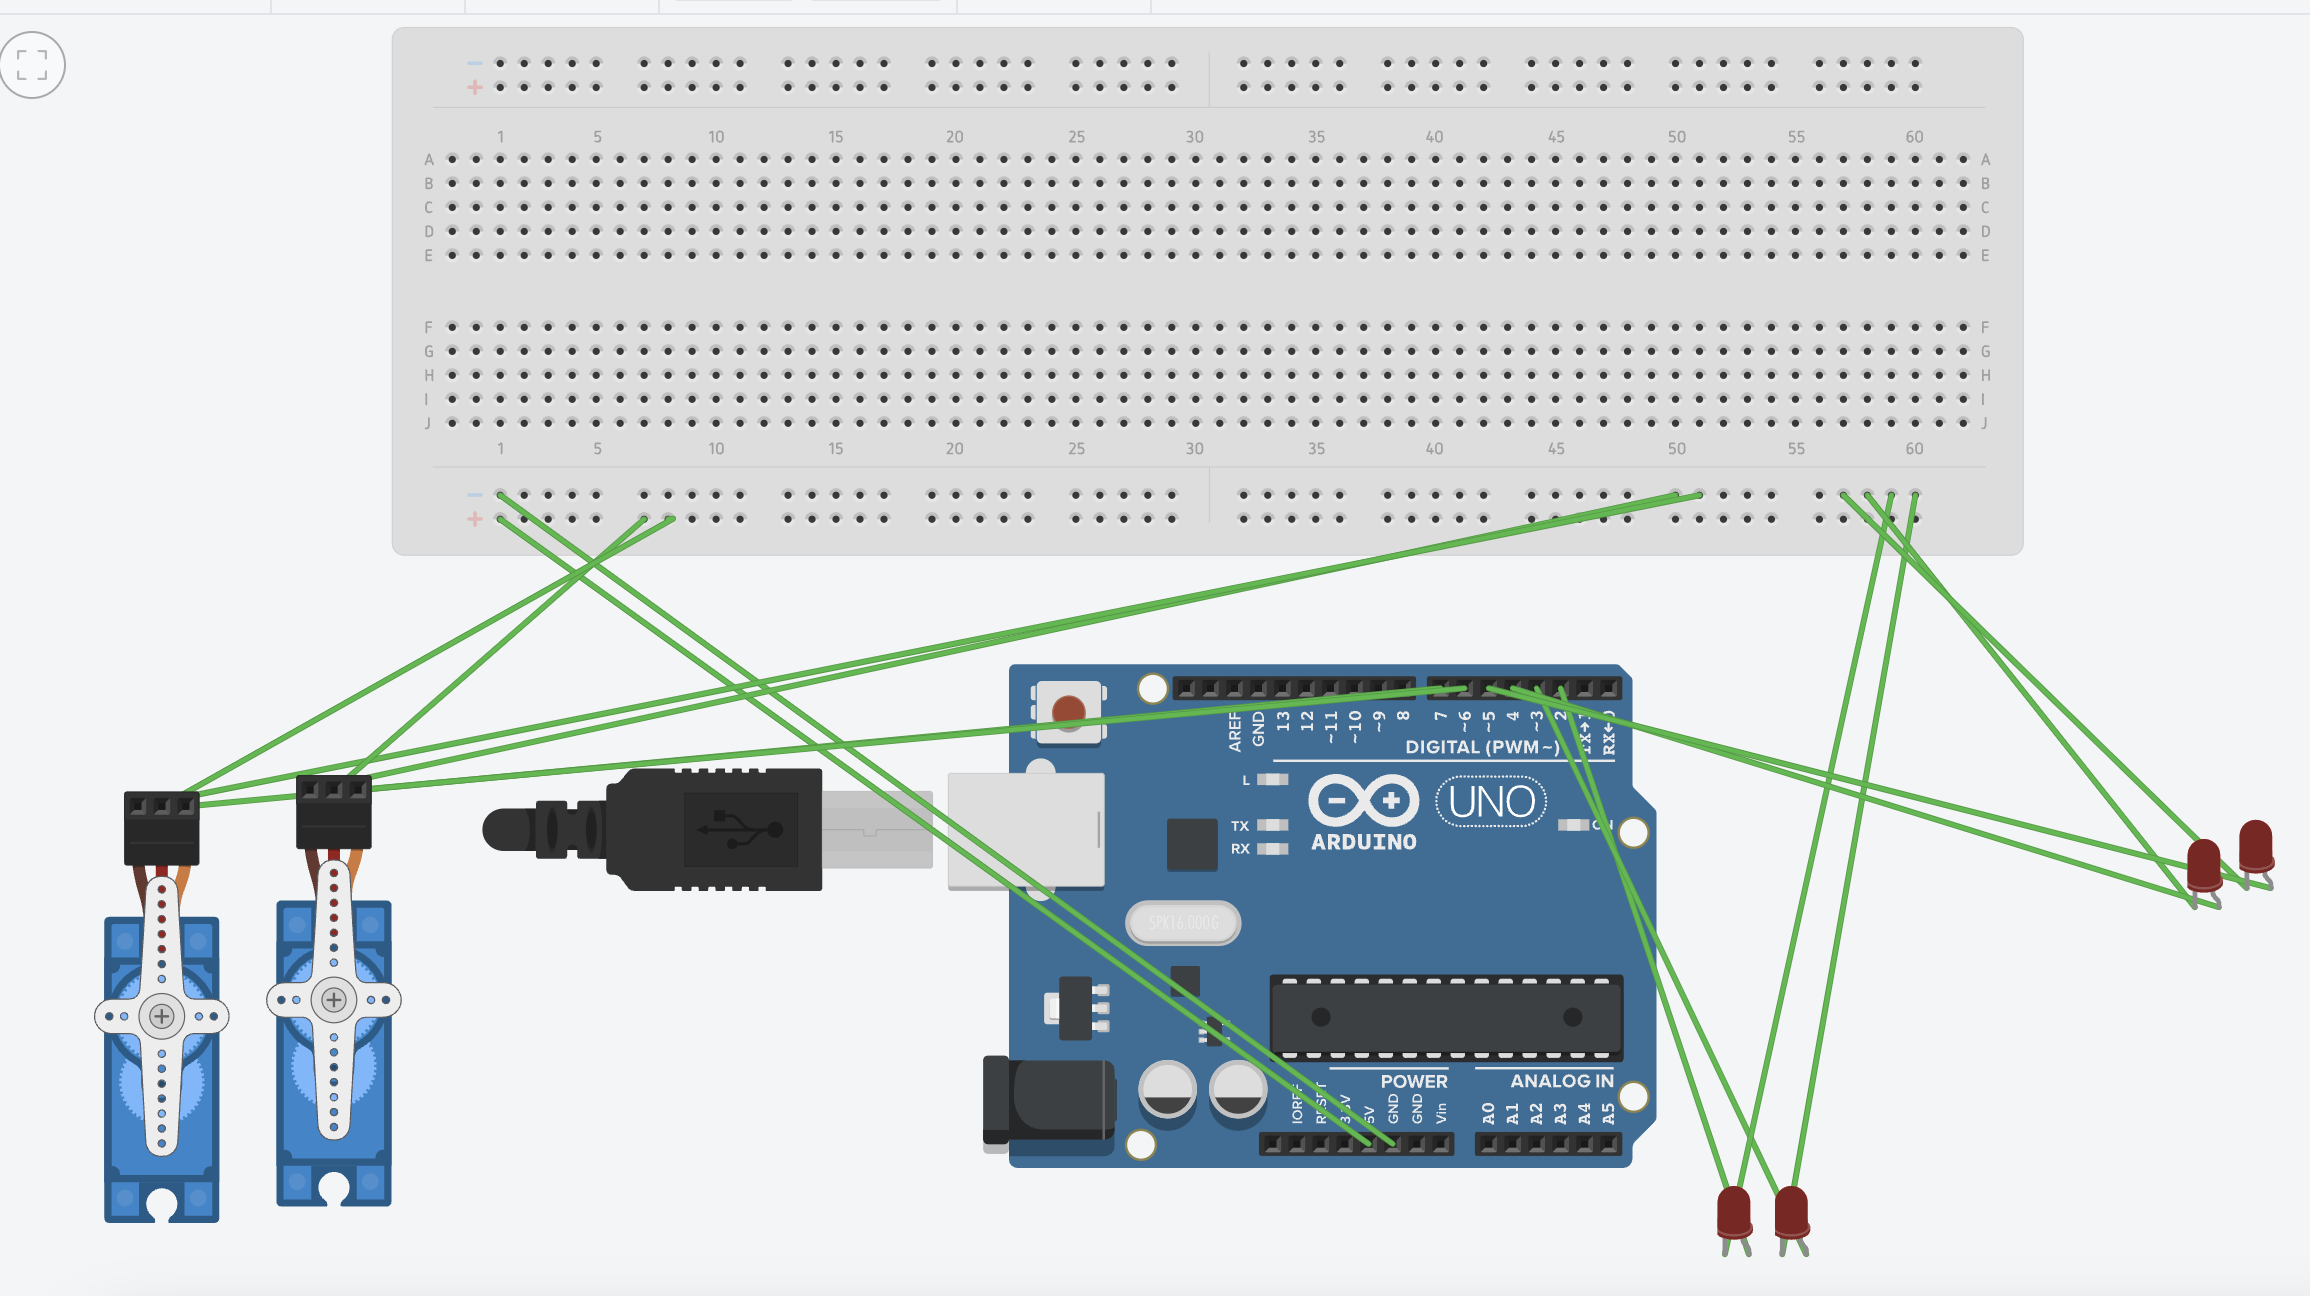 − −
+ +
1 5 10 15 20 25 30 35 40 45 50 55 60
A A
B B
C C
D D
E E
F F
G G
H H
I I
J J
1 5 10 15 20 25 30 35 40 45 50 55 60
−
+
AREF GND 13 12 ~11 ~10 ~9 8 7 ~6 ~5 4 ~3 2 TX→1 RX←0
DIGITAL (PWM~)
L
UNO
TX
RX
ON
ARDUINO
SPK16.000G
POWER ANALOG IN
IOREF RESET 3.3V 5V GND GND Vin A0 A1 A2 A3 A4 A5